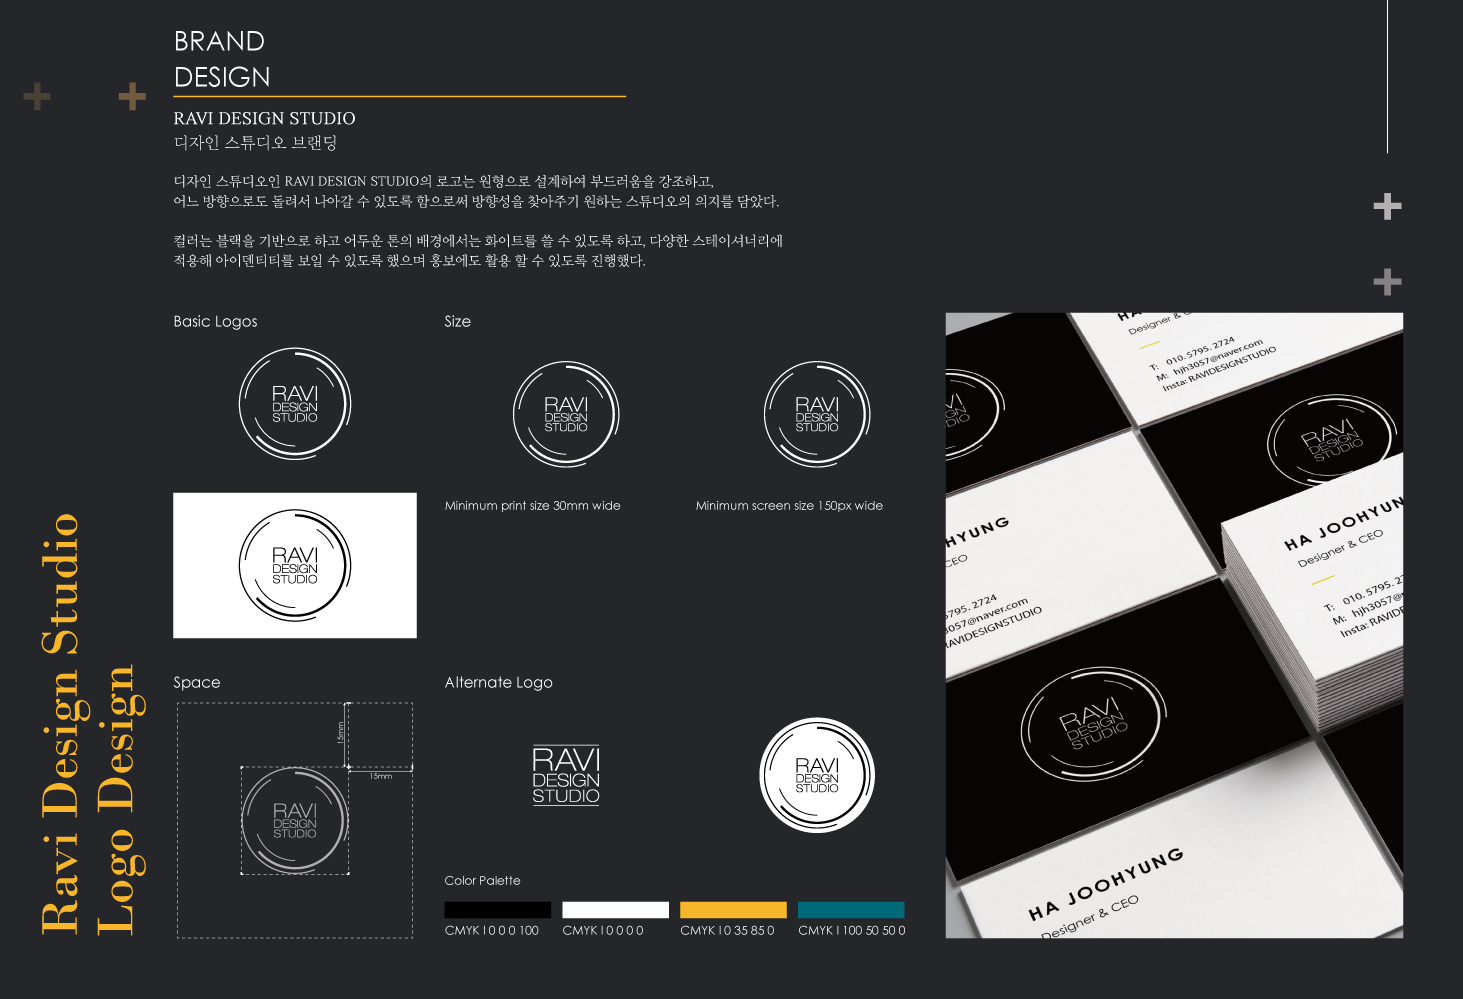 BRAND
DESIGN
RAVI DESIGN STUDIO
디자인 스튜디오 브랜딩
디자인 스튜디오인 RAVI DESIGN STUDIO의 로고는 원형으로 설계하여 부드러움을 강조하고,
어느 방향으로도 돌려서 나아갈 수 있도록 함으로써 방향성을 찾아주기 원하는 스튜디오의 의지를 담았다.
컬러는 블랙을 기반으로 하고 어두운 톤의 배경에서는 화이트를 쓸 수 있도록 하고, 다양한 스테이셔너리에
적용해 아이덴티티를 보일 수 있도록 했으며 홍보에도 활용 할 수 있도록 진행했다.
Ravi Design Studio
Logo Design
Basic Logos
RAVI
DESIGN
STUDIO
RAVI
DESIGN
STUDIO
Size
RAVI
DESIGN
STUDIO
Minimum print size 30mm wide
RAVI
DESIGN
STUDIO
Minimum screen size 150px wide
Space
15mm
15mm
RAVI
DESIGN
STUDIO
Alternate Logo
RAVI
DESIGN
STUDIO
RAVI
DESIGN
STUDIO
Color Palette
CMYK I 0 0 0 100
CMYK I 0 0 0 0
CMYK I 0 35 85 0
CMYK I 100 50 50 0
Designer & C
T: 010. 5795. 2724
M: hjh3057@naver.com
Insta: RAVIDESIGNSTUDIO
RAVI
DESIGN
STUDIO
HYUNG
CEO
5795. 2724
3057@naver.com
RAVIDESIGNSTUDIO
HA JOOHYUN
Designer & CEO
T: 010. 5795. 2
M: hjh3057@
Insta: RAVIDE
RAVI
DESIGN
STUDIO
HA JOOHYUNG
Designer & CEO